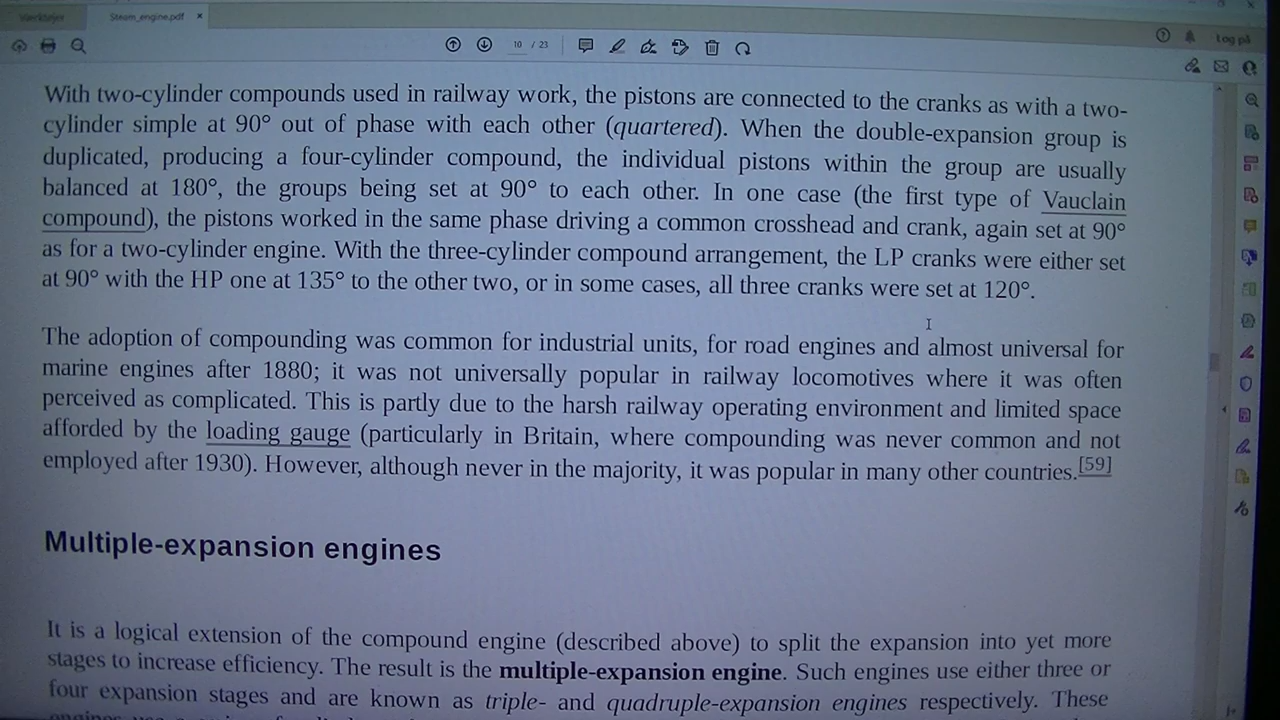 Værktøjer
Steam_engine.pdf ×
Log på
10 / 23
With two-cylinder compounds used in railway work, the pistons are connected to the cranks as with a two-
cylinder simple at 90° out of phase with each other (quartered). When the double-expansion group is
duplicated, producing a four-cylinder compound, the individual pistons within the group are usually
balanced at 180°, the groups being set at 90° to each other. In one case (the first type of Vauclain
compound), the pistons worked in the same phase driving a common crosshead and crank, again set at 90°
as for a two-cylinder engine. With the three-cylinder compound arrangement, the LP cranks were either set
at 90° with the HP one at 135° to the other two, or in some cases, all three cranks were set at 120°.
The adoption of compounding was common for industrial units, for road engines and almost universal for
marine engines after 1880; it was not universally popular in railway locomotives where it was often
perceived as complicated. This is partly due to the harsh railway operating environment and limited space
afforded by the loading gauge (particularly in Britain, where compounding was never common and not
employed after 1930). However, although never in the majority, it was popular in many other countries.[59]
Multiple-expansion engines
It is a logical extension of the compound engine (described above) to split the expansion into yet more
stages to increase efficiency. The result is the multiple-expansion engine. Such engines use either three or
four expansion stages and are known as triple- and quadruple-expansion engines respectively. These